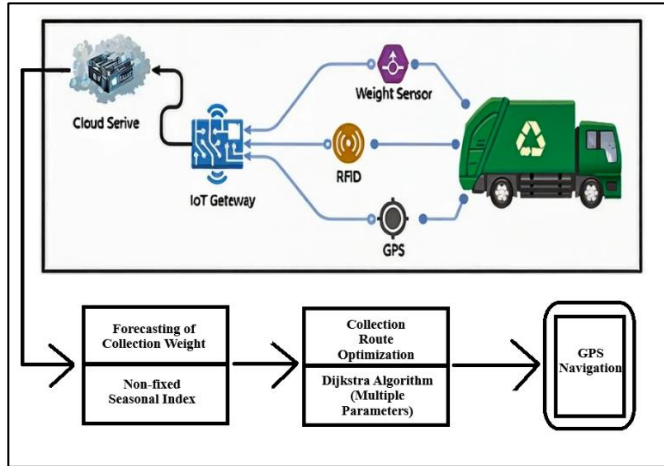 Weight Sensor
Cloud Serive
RFID
IoT Geteway
GPS
Forecasting of
Collection Weight
Non-fixed
Seasonal Index
Collection
Route
Optimization
Dijkstra Algorithm
(Multiple
Parameters)
GPS
Navigation